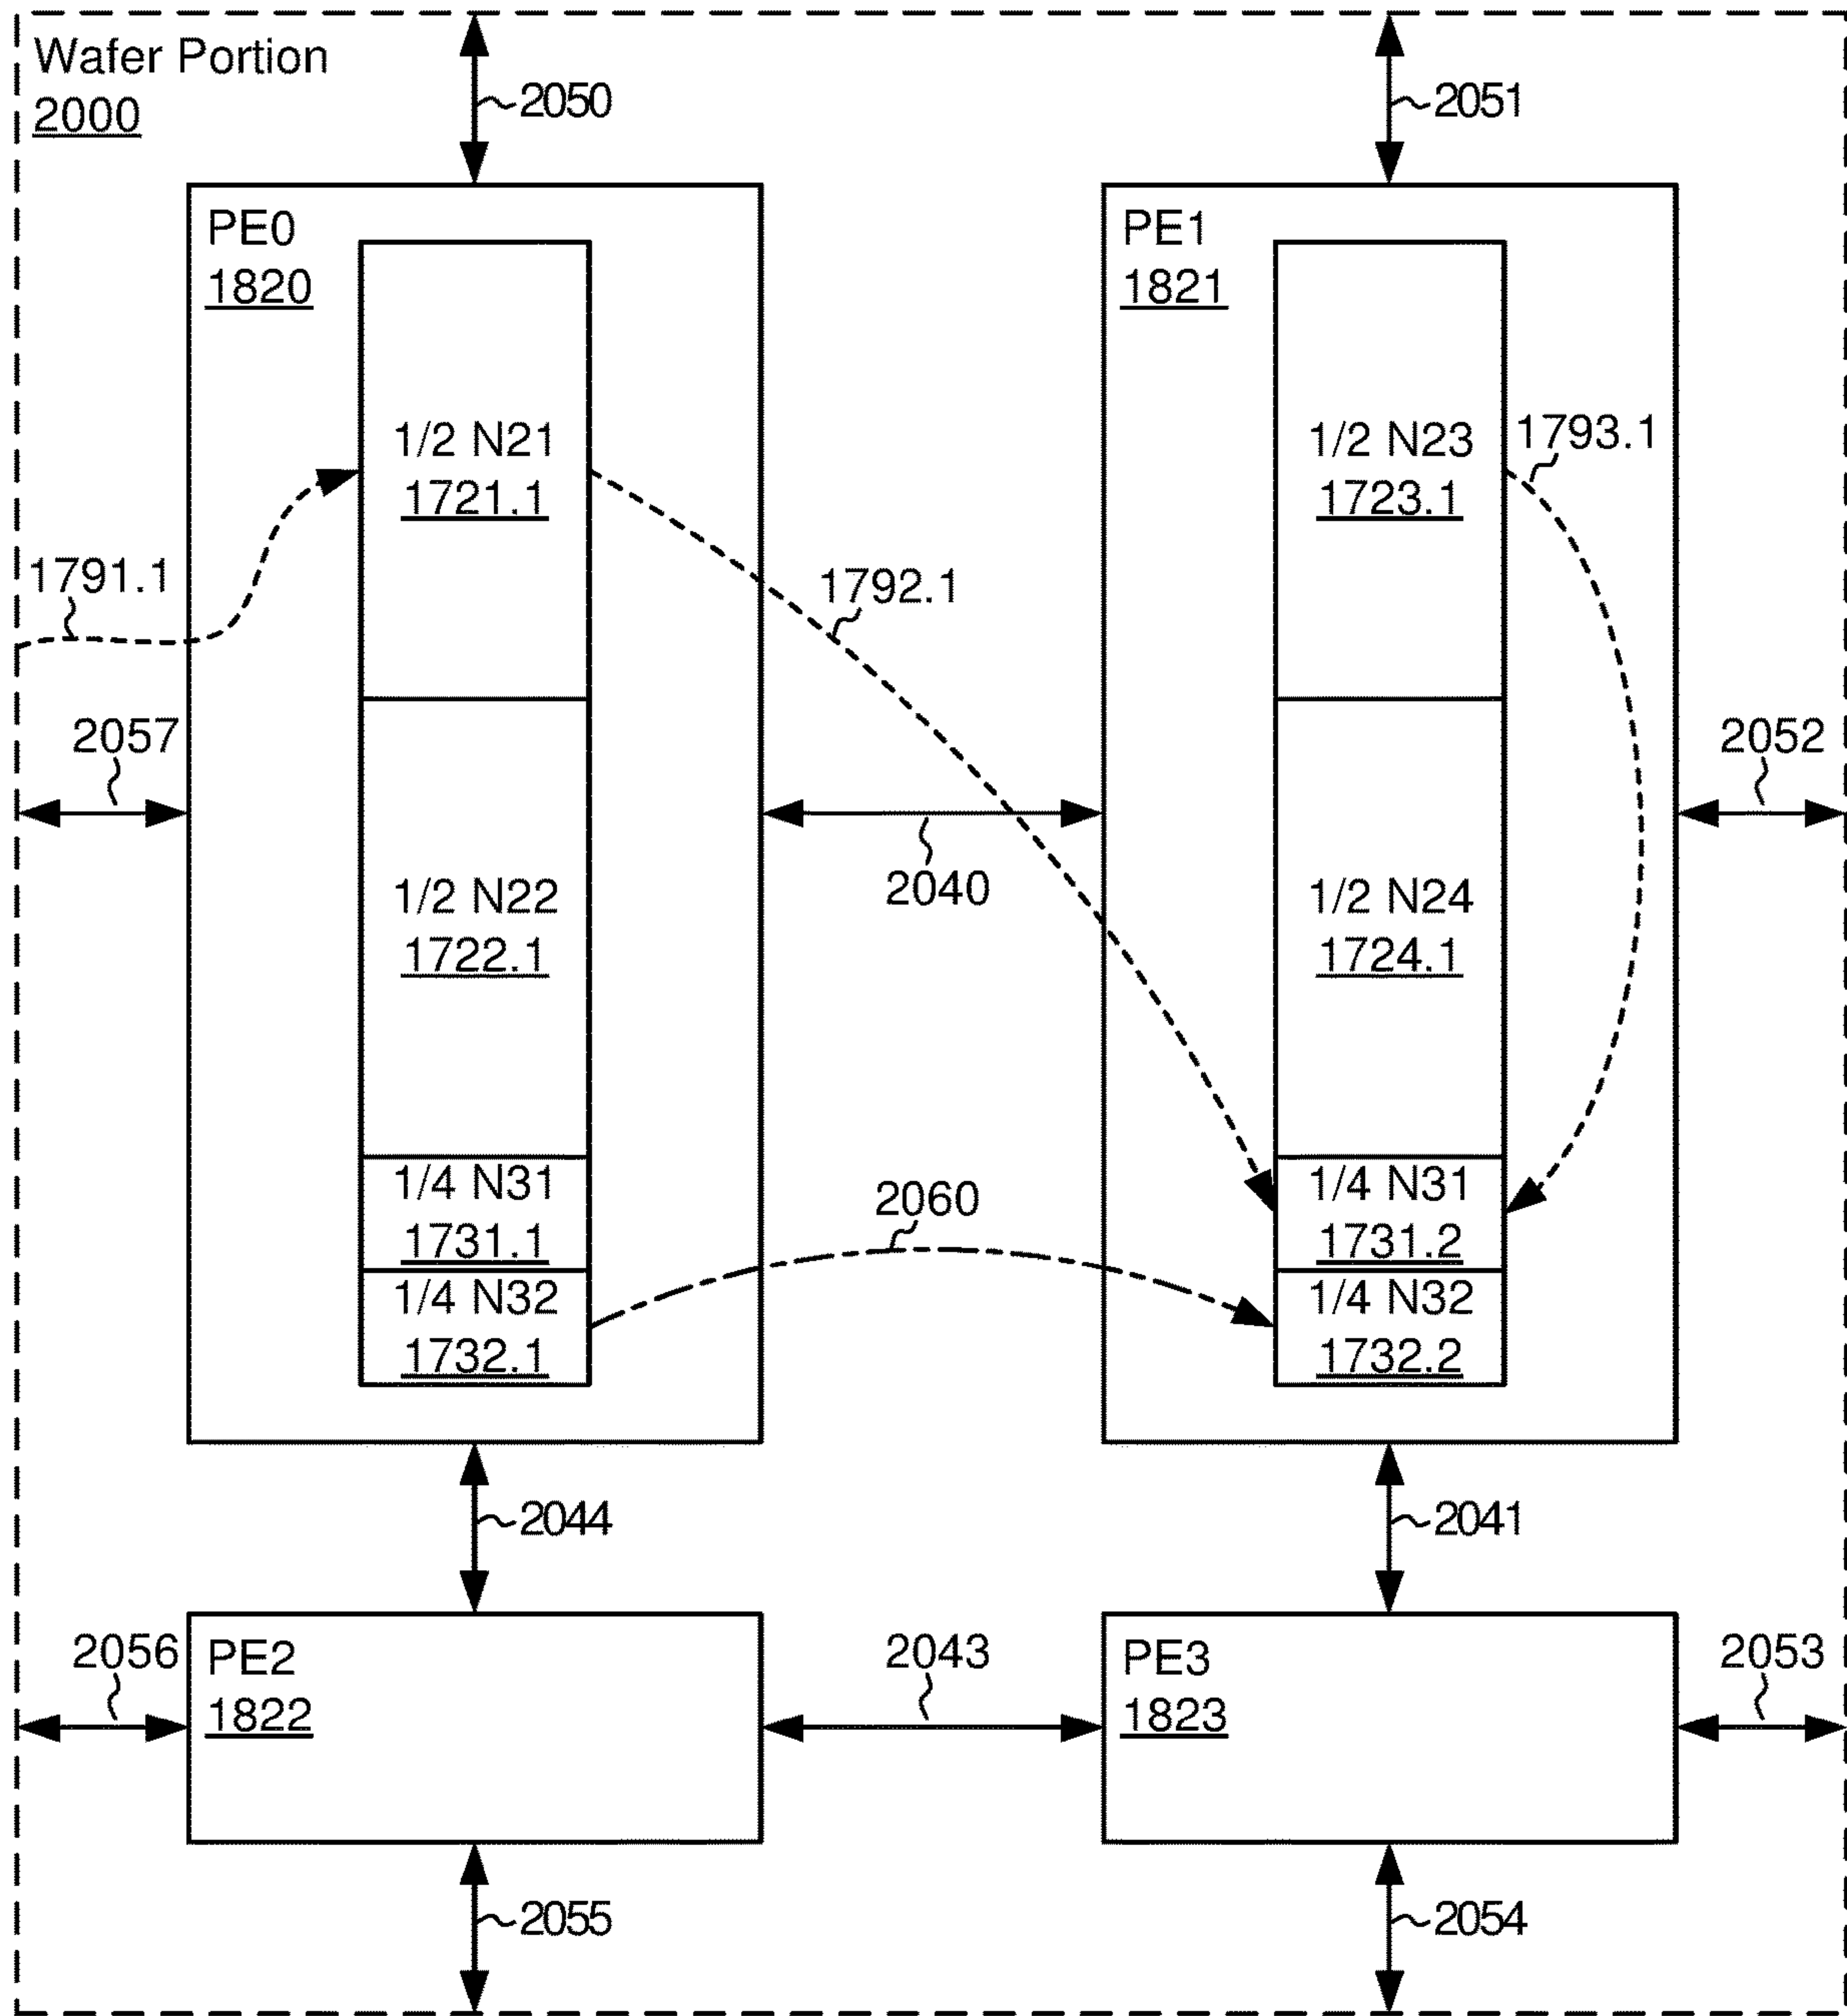 Wafer Portion
2000
2050
2051
PE0
1820
PE1
1821
1/2 N21
1721.1
1/2 N23
1723.1
1793.1
1791.1
1792.1
2057
2052
2040
1/2 N22
1722.1
1/2 N24
1724.1
1/4 N31
1731.1
2060
1/4 N31
1731.2
1/4 N32
1732.1
1/4 N32
1732.2
2044
2041
2056
PE2
1822
2043
PE3
1823
2053
2055
2054